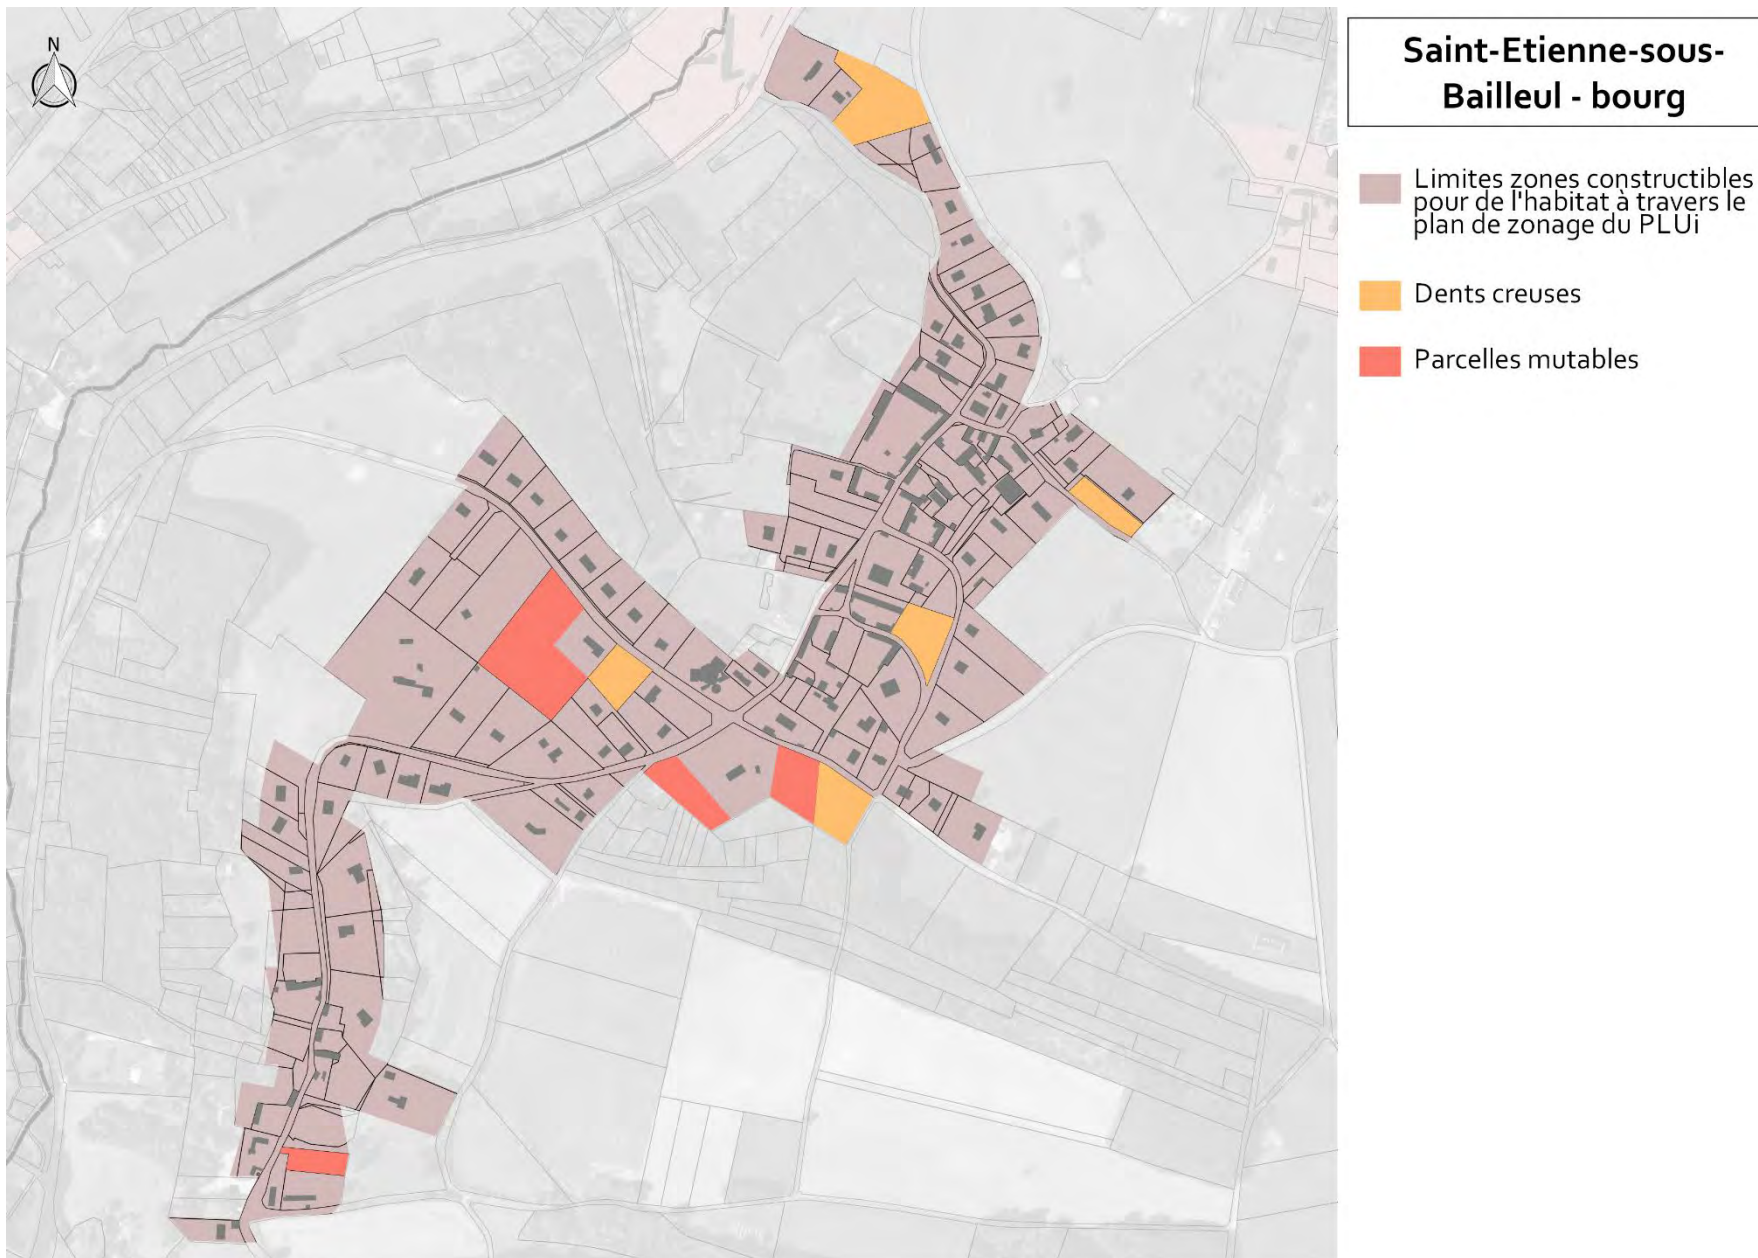 N
Saint-Etienne-sous-
Bailleul - bourg
Limites zones constructibles
pour de l'habitat à travers le
plan de zonage du PLUi
Dents creuses
Parcelles mutables